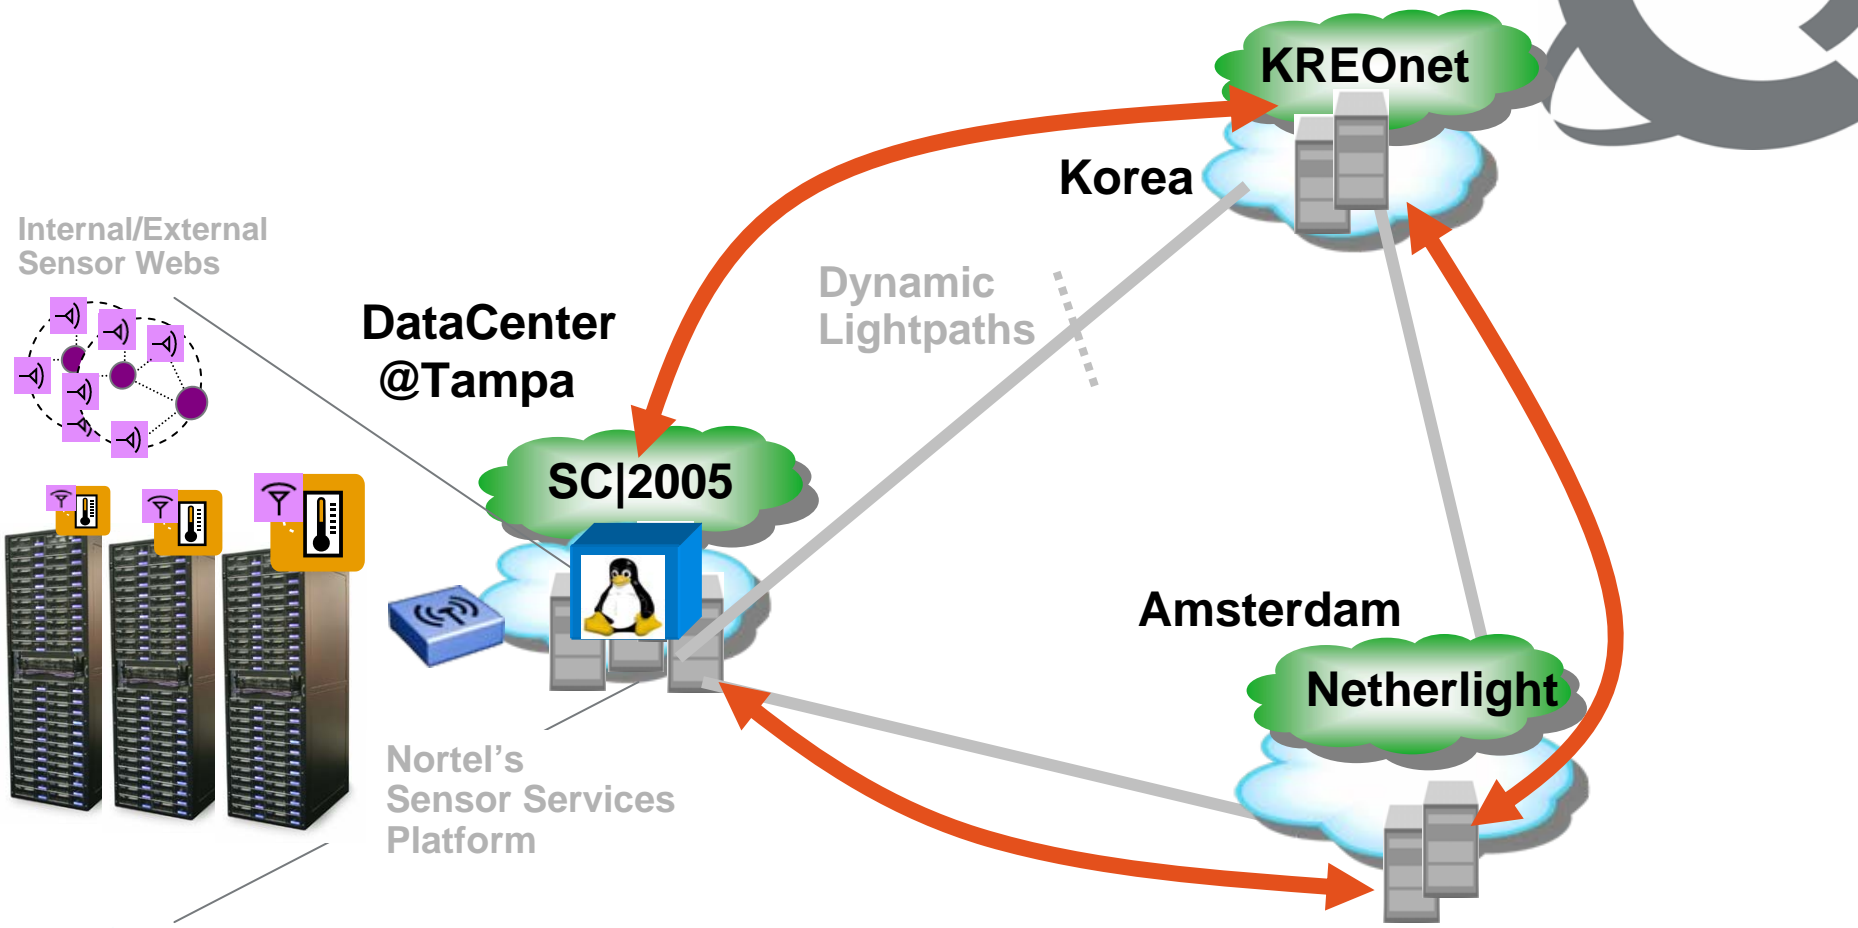 KREOnet
Korea
Internal/External
Sensor Webs
Dynamic
Lightpaths
DataCenter
@Tampa
SC|2005
Amsterdam
Netherlight
Nortel’s
Sensor Services
Platform